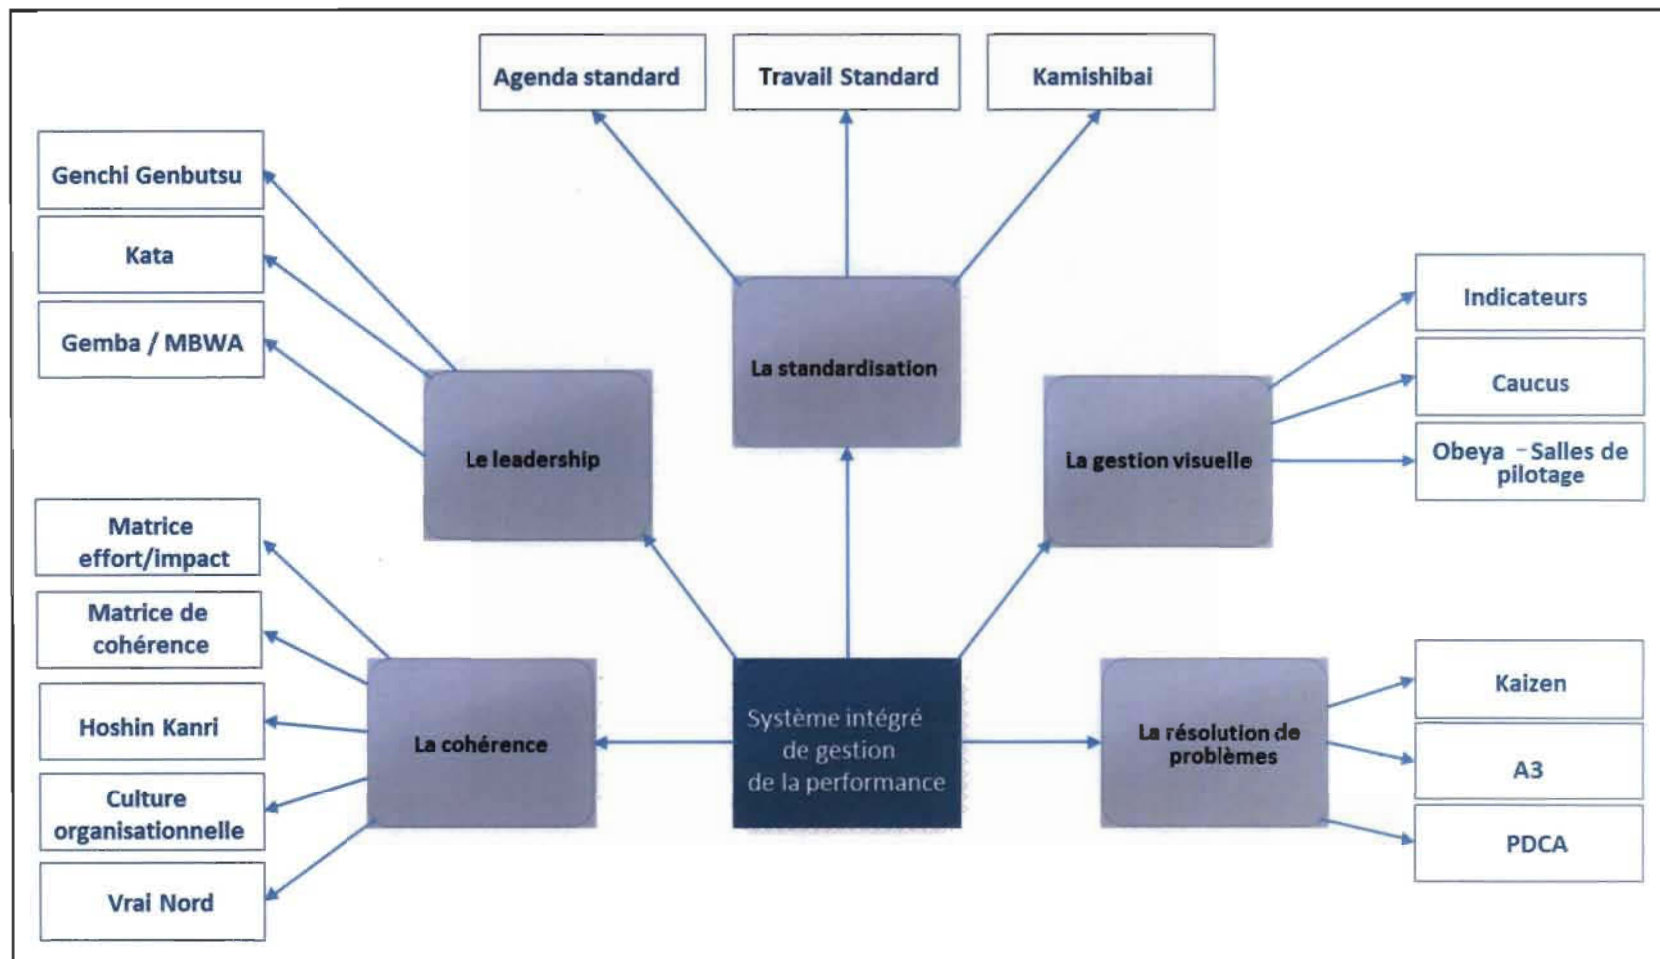 Agenda standard
Travail Standard
Kamishibai
Genchi Genbutsu
Kata
Gemba / MBWA
La standardisation
Indicateurs
Caucus
Obeya – Salles de
pilotage
Le leadership
La gestion visuelle
Matrice
effort/impact
Matrice de
cohérence
Hoshin Kanri
Culture
organisationnelle
Vrai Nord
La cohérence
Système intégré
de gestion
de la performance
La résolution de
problèmes
Kaizen
A3
PDCA